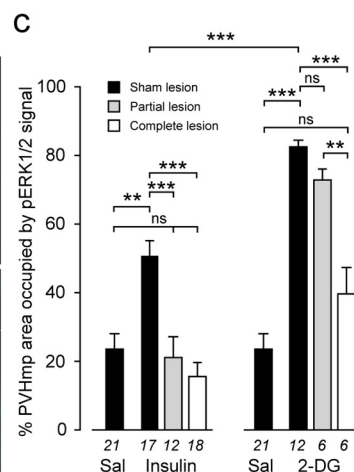 C
% PVHmp area occupied by pERK1/2 signal
100
80
60
40
20
0
Sham lesion
Partial lesion
Complete lesion
***
***
ns
***
ns
**
***
***
**
ns
21 17 12 18 21 12 6 6
Sal Insulin Sal 2-DG